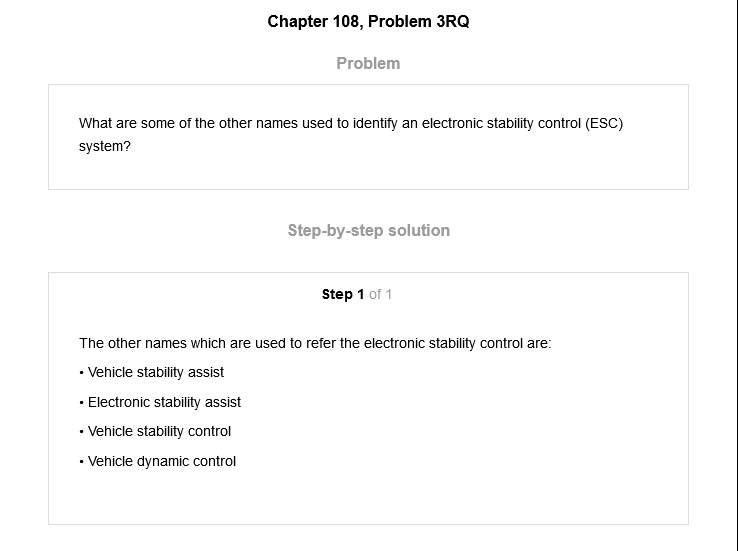 Chapter 108, Problem 3RQ
Problem
What are some of the other names used to identify an electronic stability control (ESC)
system?
Step-by-step solution
Step 1 of 1
The other names which are used to refer the electronic stability control are:
• Vehicle stability assist
• Electronic stability assist
• Vehicle stability control
• Vehicle dynamic control